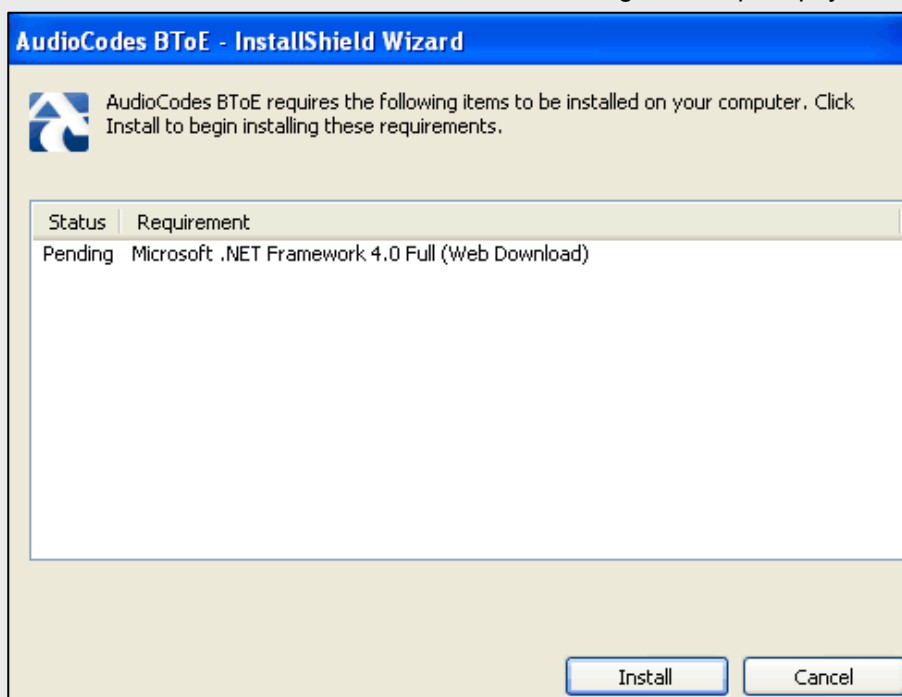 AudioCodes BToE - InstallShield Wizard
AudioCodes BToE requires the following items to be installed on your computer. Click
Install to begin installing these requirements.
Status Requirement
Pending Microsoft .NET Framework 4.0 Full (Web Download)
Install Cancel